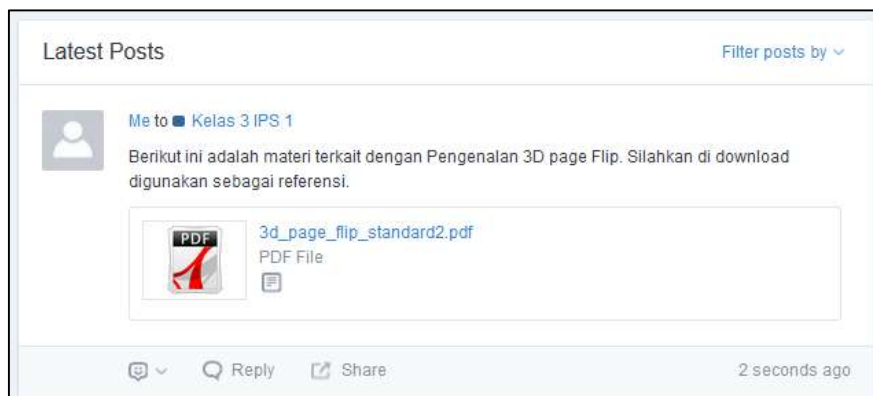 Latest Posts
Filter posts by
Me to Kelas 3 IPS 1
Berikut ini adalah materi terkait dengan Pengenalan 3D page Flip. Silahkan di download
digunakan sebagai referensi.
PDF
3d_page_flip_standard2.pdf
PDF File
Reply Share 2 seconds ago